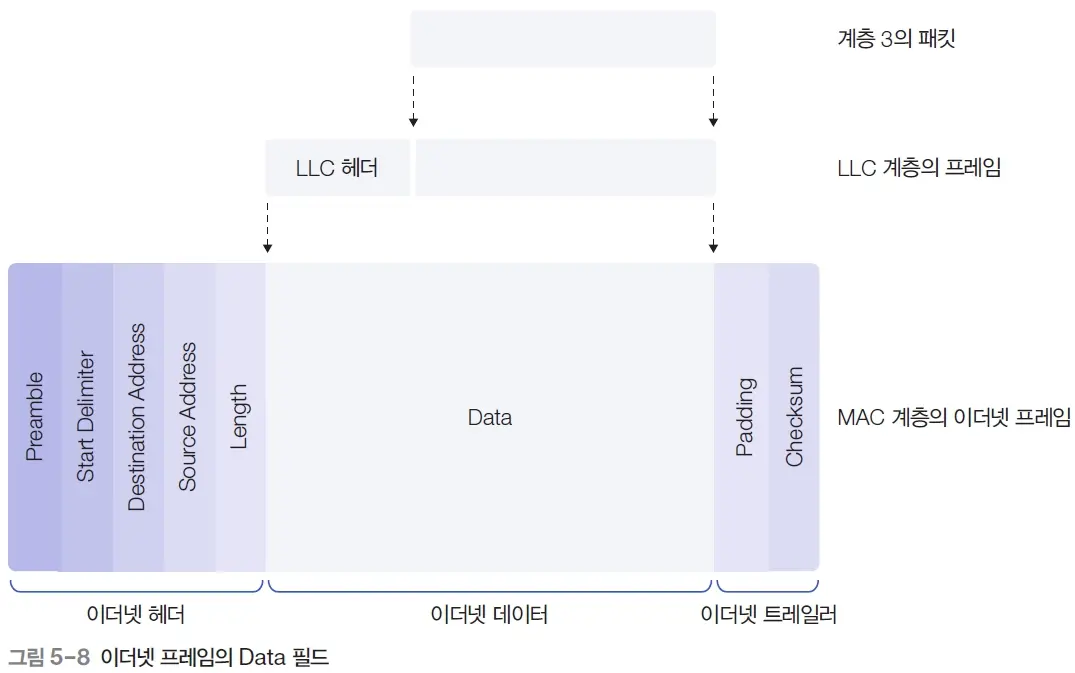 계층 3의 패킷
LLC 헤더
LLC 계층의 프레임
Preamble
Start Delimiter
Destination Address
Source Address
Length
Data
Padding
Checksum
MAC 계층의 이더넷 프레임
이더넷 헤더
이더넷 데이터
이더넷 트레일러
그림 5-8 이더넷 프레임의 Data 필드